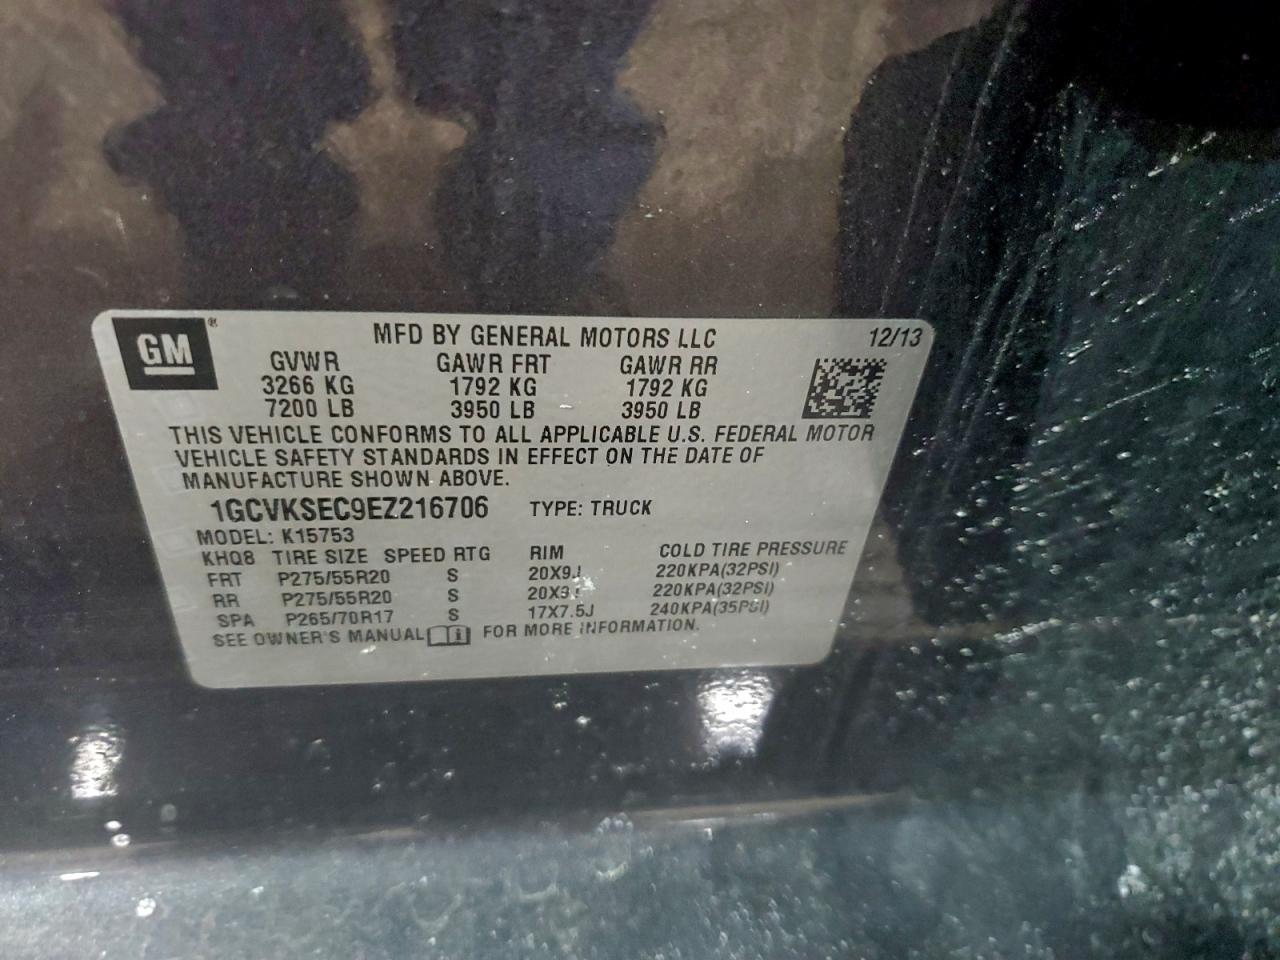 GM ® MFD BY GENERAL MOTORS LLC 12/13
GVWR GAWR FRT GAWR RR
3266 KG 1792 KG 1792 KG
7200 LB 3950 LB 3950 LB
THIS VEHICLE CONFORMS TO ALL APPLICABLE U.S. FEDERAL MOTOR
VEHICLE SAFETY STANDARDS IN EFFECT ON THE DATE OF
MANUFACTURE SHOWN ABOVE.
1GCVKSEC9EZ216706 TYPE: TRUCK
MODEL: K15753
KHQ8 TIRE SIZE SPEED RTG RIM COLD TIRE PRESSURE
FRT P275/55R20 S 20X9J 220KPA(32PSI)
RR P275/55R20 S 20X9J 220KPA(32PSI)
SPA P265/70R17 S 17X7.5J 240KPA(35PSI)
SEE OWNER'S MANUAL FOR MORE INFORMATION.